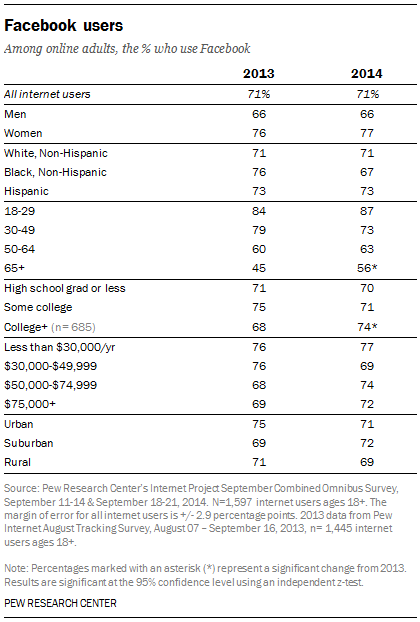 Facebook users
Among online adults, the % who use Facebook
2013 2014
All internet users 71% 71%
Men 66 66
Women 76 77
White, Non-Hispanic 71 71
Black, Non-Hispanic 76 67
Hispanic 73 73
18-29 84 87
30-49 79 73
50-64 60 63
65+ 45 56*
High school grad or less 71 70
Some college 75 71
College+ (n= 685) 68 74*
Less than $30,000/yr 76 77
$30,000-$49,999 76 69
$50,000-$74,999 68 74
$75,000+ 69 72
Urban 75 71
Suburban 69 72
Rural 71 69
Source: Pew Research Center's Internet Project September Combined Omnibus Survey,
September 11-14 & September 18-21, 2014. N=1,597 internet users ages 18+. The
margin of error for all internet users is +/- 2.9 percentage points. 2013 data from Pew
Internet August Tracking Survey, August 07 – September 16, 2013, n= 1,445 internet
users ages 18+.
Note: Percentages marked with an asterisk (*) represent a significant change from 2013.
Results are significant at the 95% confidence level using an independent z-test.
PEW RESEARCH CENTER